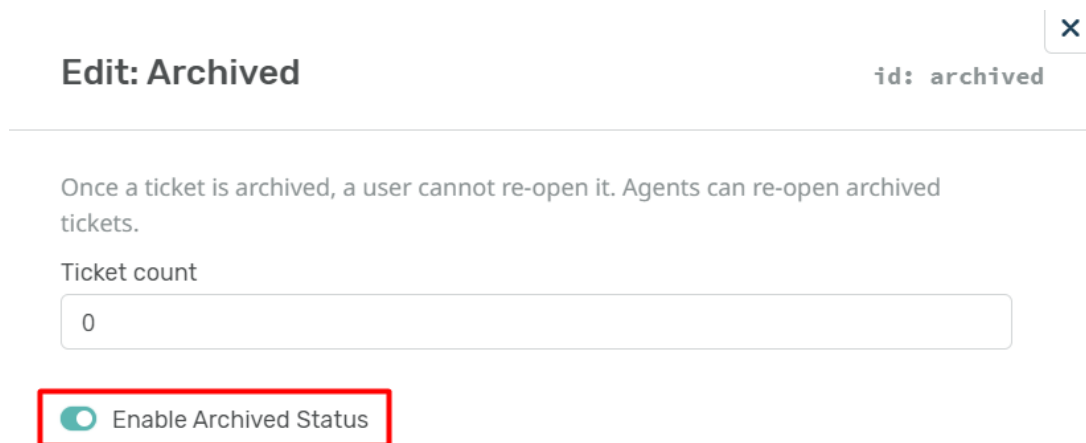 Edit: Archived
id: archived
Once a ticket is archived, a user cannot re-open it. Agents can re-open archived
tickets.
Ticket count
0
Enable Archived Status